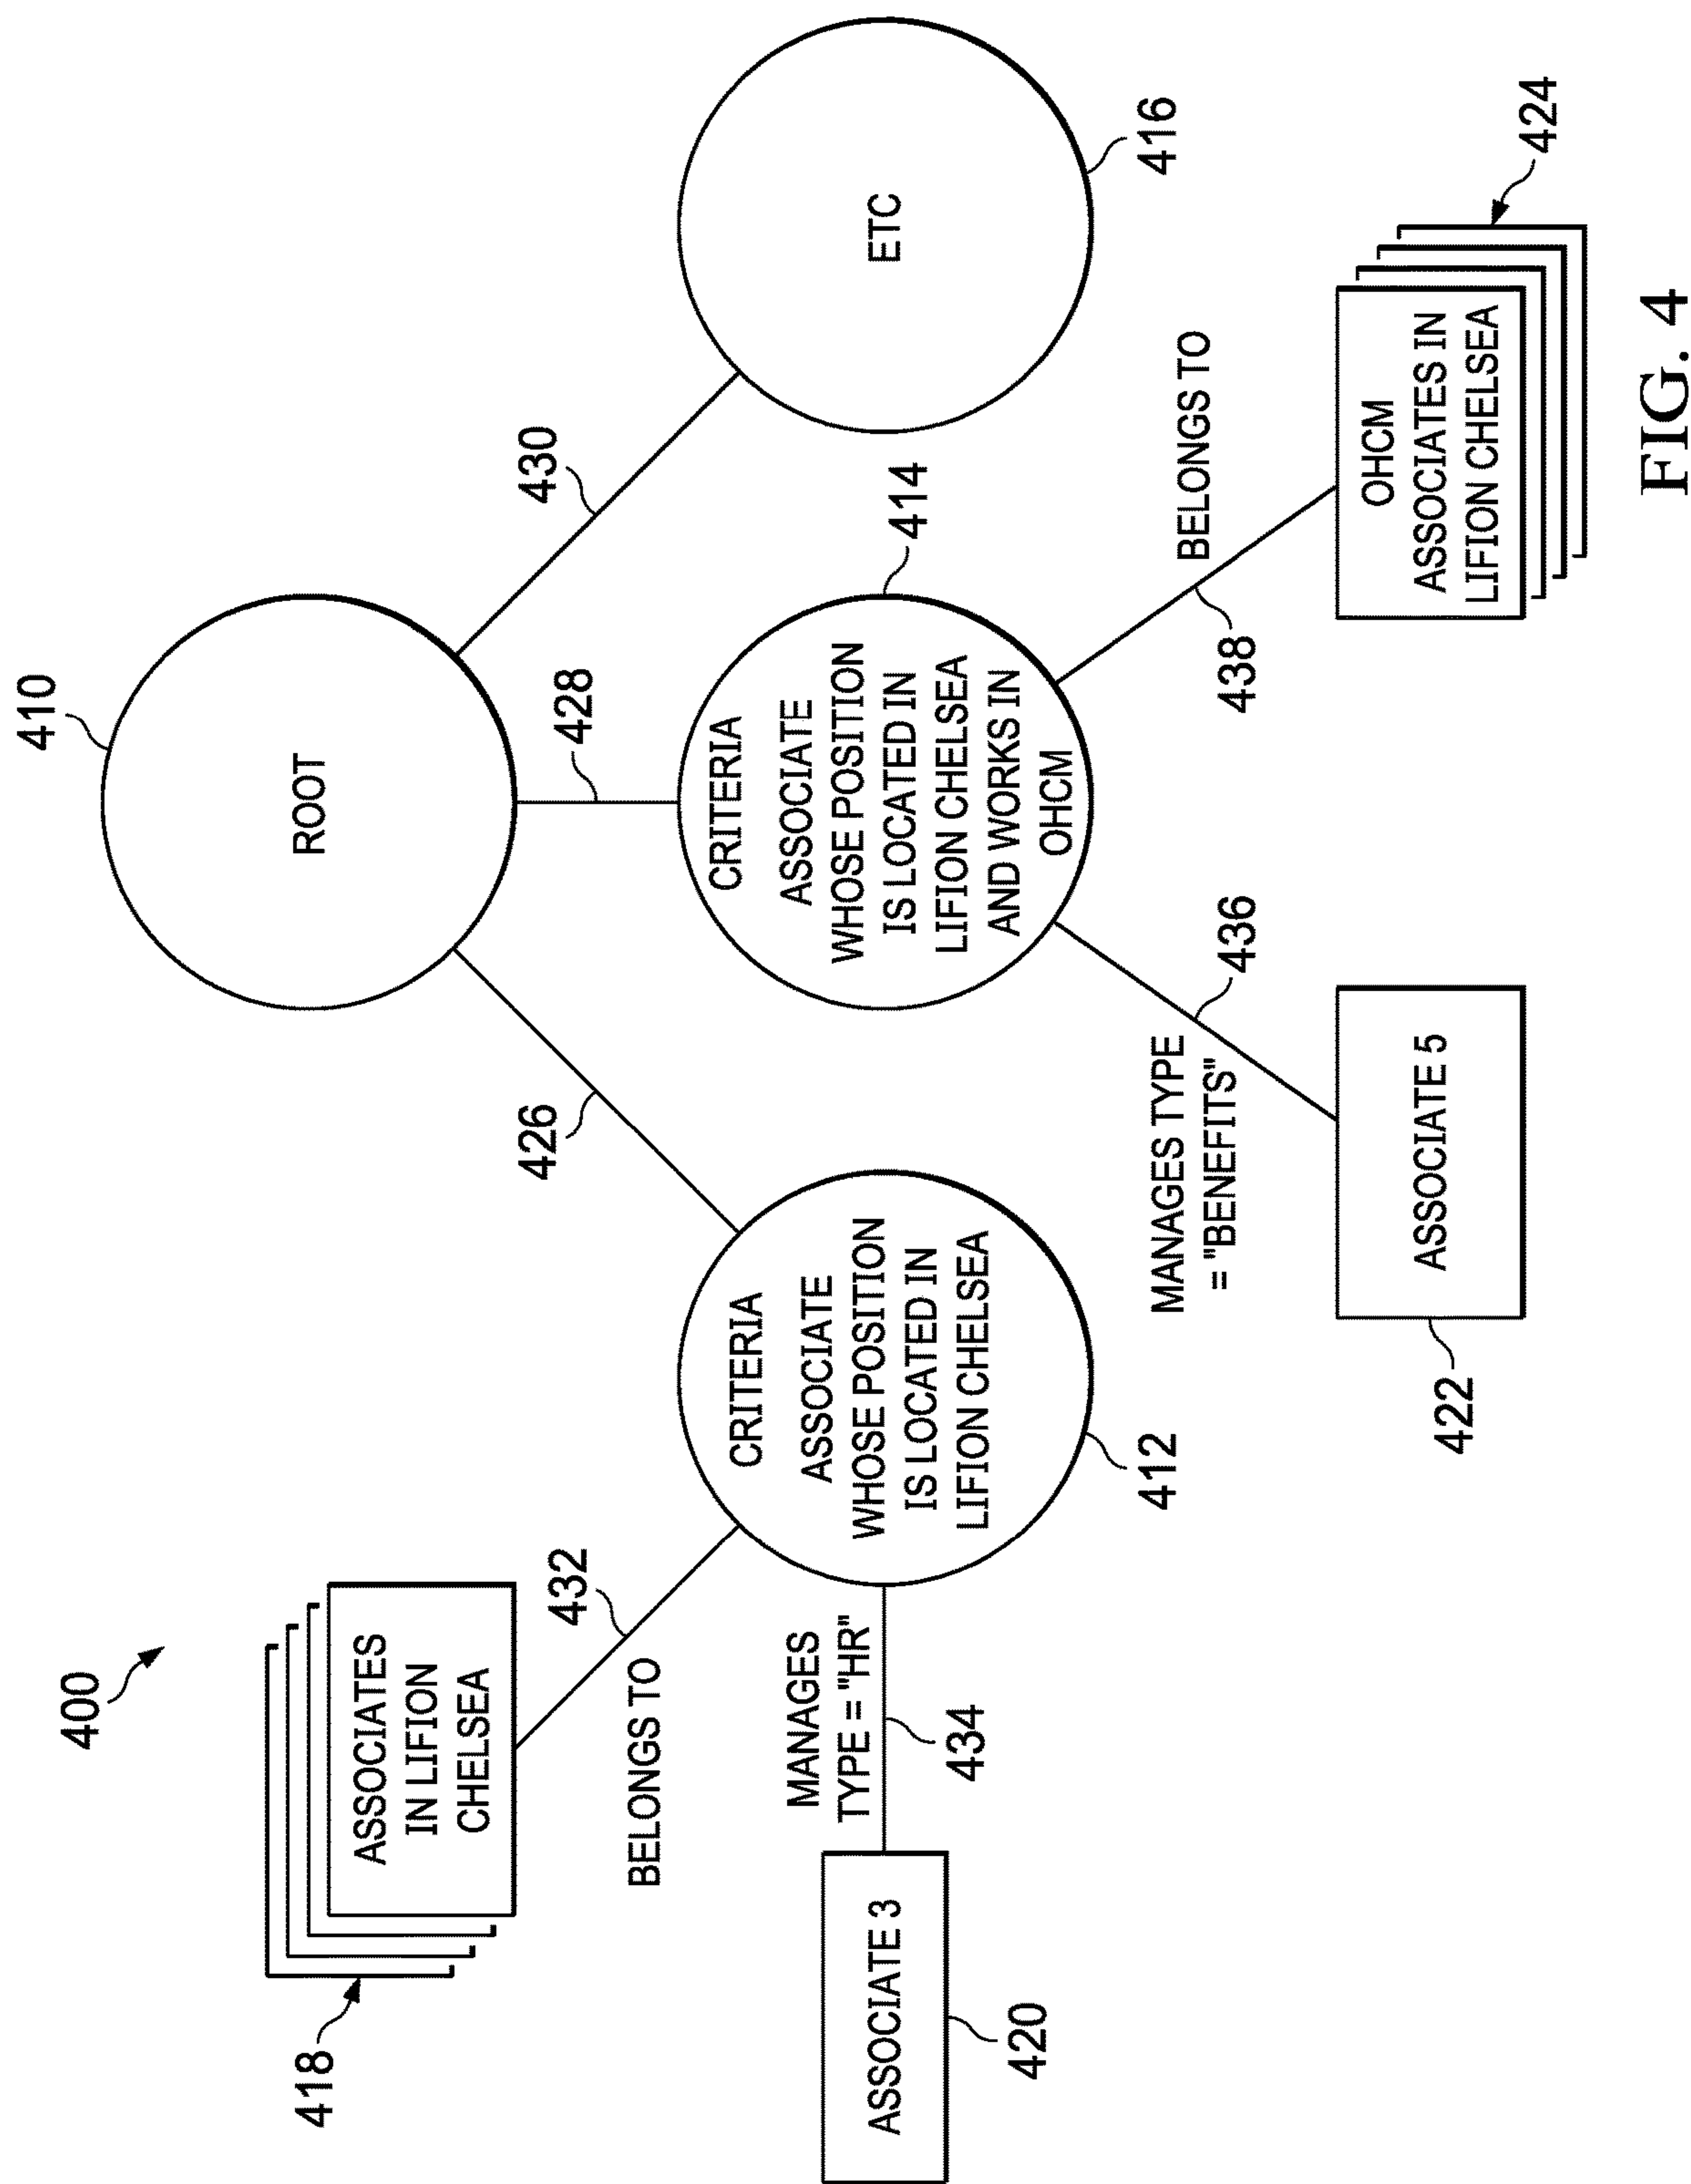 400
410
ROOT
418
ASSOCIATES
IN LIFION
CHELSEA
432
BELONGS TO
426
428
430
MANAGES
TYPE = "HR"
434
ASSOCIATE 3
420
CRITERIA
ASSOCIATE
WHOSE POSITION
IS LOCATED IN
LIFION CHELSEA
412
CRITERIA
ASSOCIATE
WHOSE POSITION
IS LOCATED IN
LIFION CHELSEA
AND WORKS IN
OHCM
414
ETC
416
MANAGES TYPE
= "BENEFITS"
436
BELONGS TO
438
ASSOCIATE 5
422
OHCM
ASSOCIATES IN
LIFION CHELSEA
424
FIG. 4